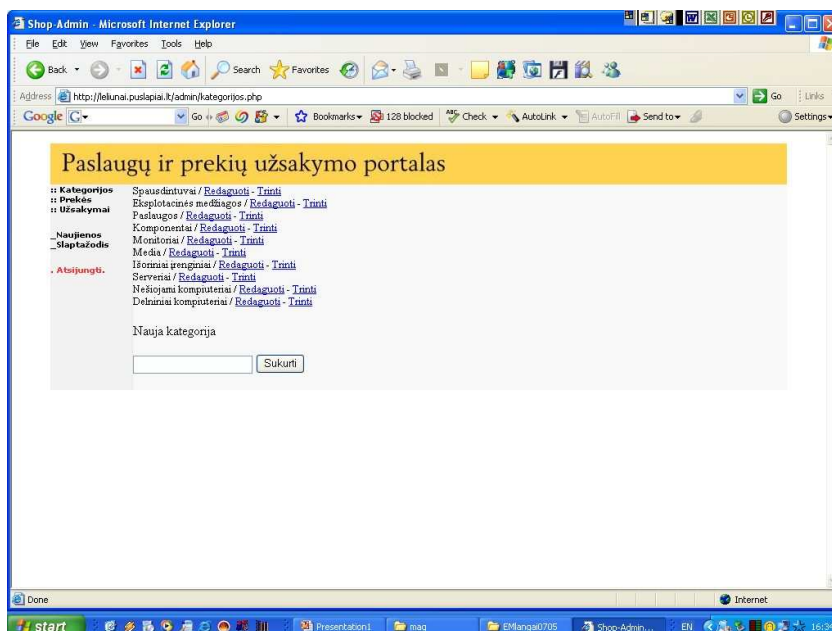 Shop-Admin - Microsoft Internet Explorer
File Edit View Favorites Tools Help
Back Search Favorites
Address http://leliunai.puslapiai.lt/admin/kategorijos.php Go Links
Google G Go Bookmarks 128 blocked ABC Check AutoLink AutoFill Send to Settings
Paslaugų ir prekių užsakymo portalas
:: Kategorijos
:: Prekės
:: Užsakymai
_Naujienos
_Slaptažodis
. Atsijungti.
Spausdintuvai / Redaguoti - Trinti
Eksplotacinės medžiagos / Redaguoti - Trinti
Paslaugos / Redaguoti - Trinti
Komponentai / Redaguoti - Trinti
Monitoriai / Redaguoti - Trinti
Media / Redaguoti - Trinti
Išoriniai įrenginiai / Redaguoti - Trinti
Serveriai / Redaguoti - Trinti
Nešiojami kompiuteriai / Redaguoti - Trinti
Delniniai kompiuteriai / Redaguoti - Trinti
Nauja kategorija
Sukurti
Done Internet
start Presentation1 mag EMlangai0705 Shop-Admin... EN 16:34